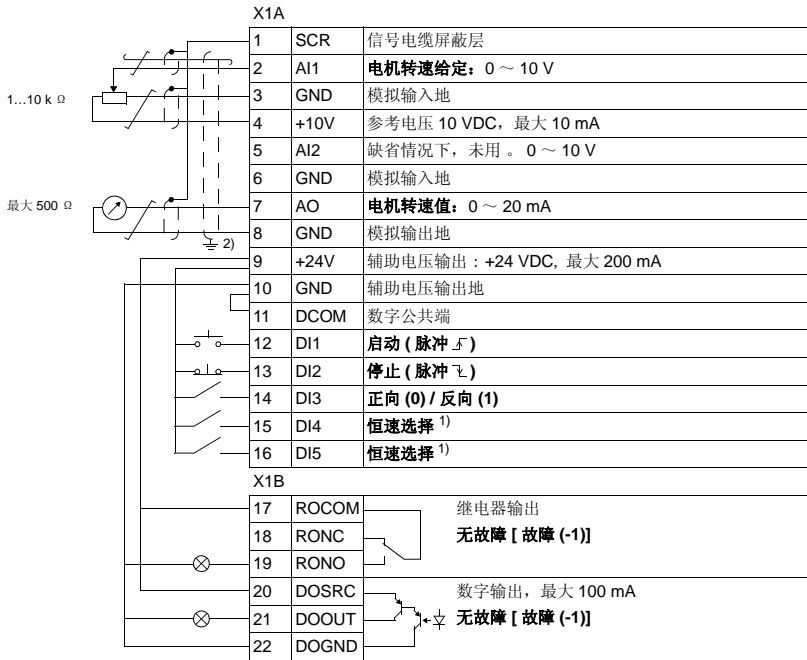 X1A
1 SCR 信号电缆屏蔽层
2 AI1 电机转速给定：0 ～ 10 V
1…10 k Ω
3 GND 模拟输入地
4 +10V 参考电压 10 VDC，最大 10 mA
5 AI2 缺省情况下，未用 。 0 ～ 10 V
6 GND 模拟输入地
最大 500 Ω
7 AO 电机转速值：0 ～ 20 mA
8 GND 模拟输出地
2)
9 +24V 辅助电压输出 : +24 VDC, 最大 200 mA
10 GND 辅助电压输出地
11 DCOM 数字公共端
12 DI1 启动 ( 脉冲 )
13 DI2 停止 ( 脉冲 )
14 DI3 正向 (0) / 反向 (1)
15 DI4 恒速选择 1)
16 DI5 恒速选择 1)
X1B
17 ROCOM 继电器输出
18 RONC 无故障 [ 故障 (-1)]
19 RONO
20 DOSRC 数字输出，最大 100 mA
21 DOOUT 无故障 [ 故障 (-1)]
22 DOGND